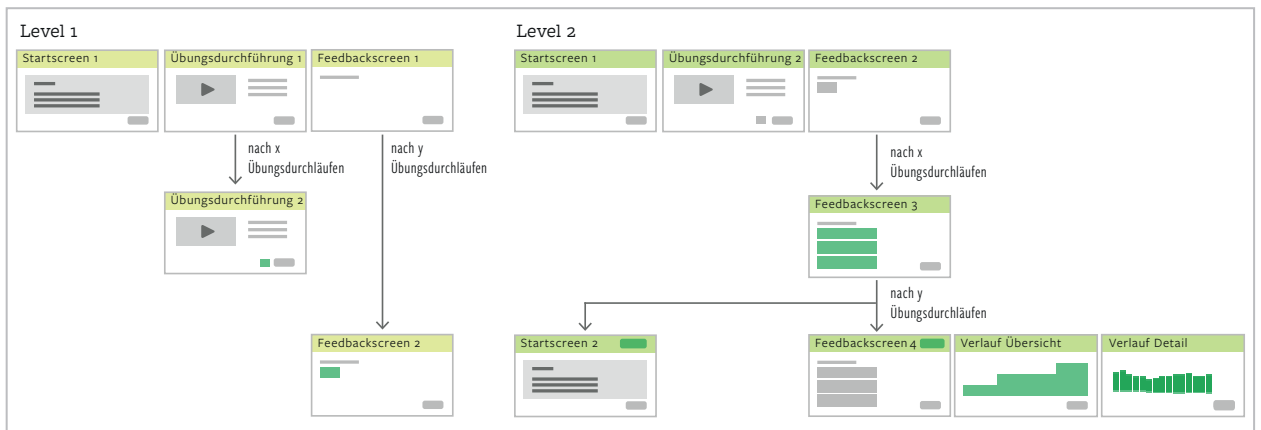 Level 1
Startscreen 1
Übungsdurchführung 1
Feedbackscreen 1
nach x
Übungsdurchläufen
nach y
Übungsdurchläufen
Übungsdurchführung 2
Feedbackscreen 2
Level 2
Startscreen 1
Übungsdurchführung 2
Feedbackscreen 2
nach x
Übungsdurchläufen
Feedbackscreen 3
nach y
Übungsdurchläufen
Startscreen 2
Feedbackscreen 4
Verlauf Übersicht
Verlauf Detail